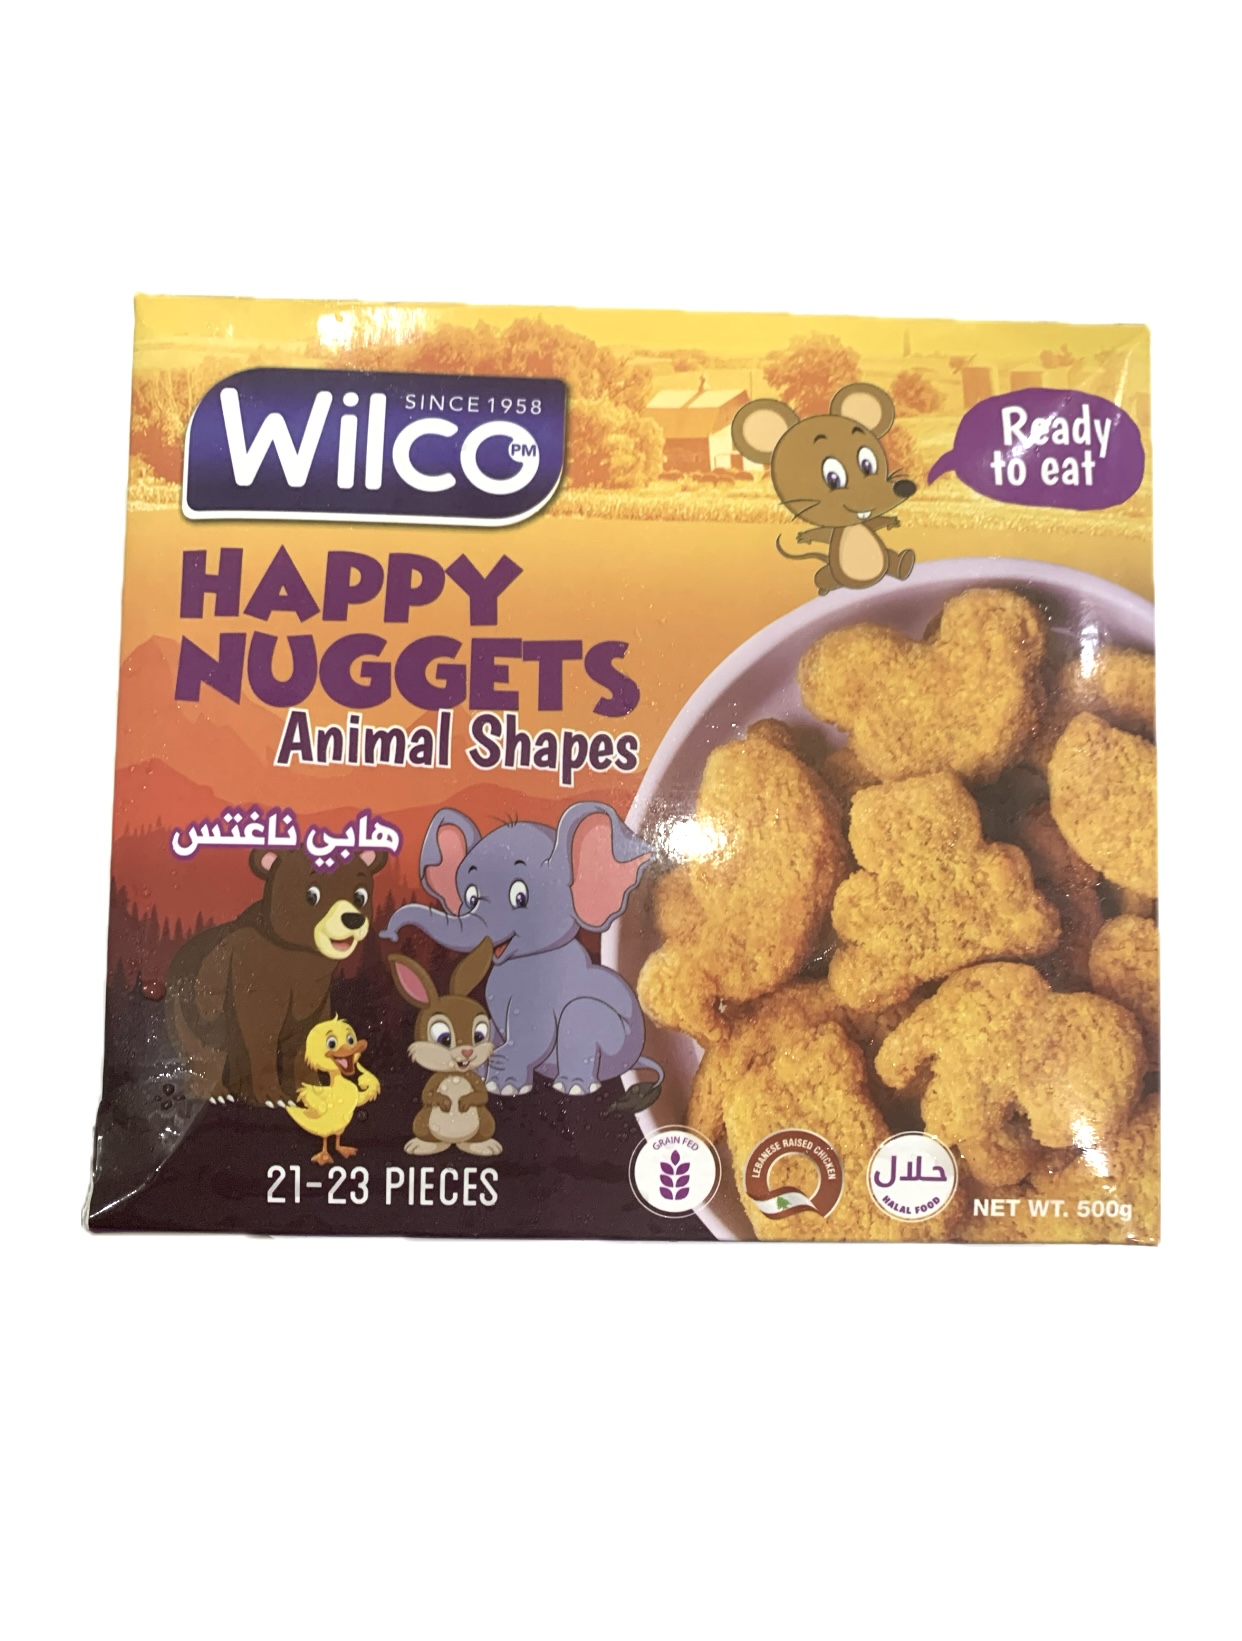 Wilco
SINCE 1958
PM
Ready
to eat
HAPPY
NUGGETS
Animal Shapes
هابي ناغتس
21-23 PIECES
GRAIN FED
LEBANESE RAISED CHICKEN
حلال
HALAL FOOD
NET WT. 500g